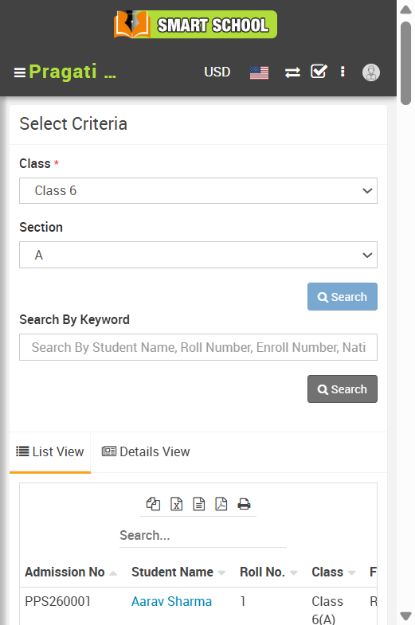 SMART SCHOOL
Pragati ...
USD
Select Criteria
Class *
Class 6
Section
A
Search
Search By Keyword
Search By Student Name, Roll Number, Enroll Number, Nati
Search
List View Details View
Search...
Admission No Student Name Roll No. Class F
PPS260001 Aarav Sharma 1 Class R
6(A)